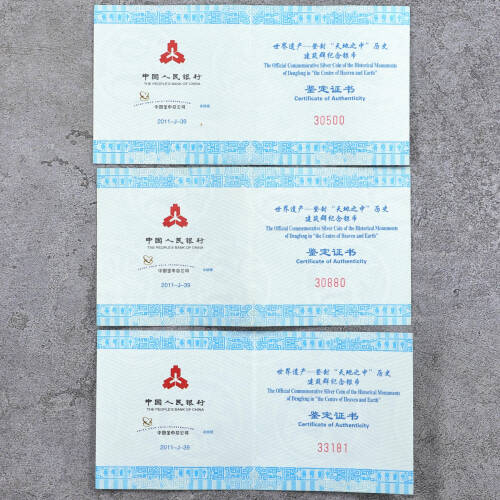 中国人民银行
THE PEOPLE'S BANK OF CHINA
中国金币总公司
2011-J-39
世界遗产—登封“天地之中”历史
建筑群纪念银币
The Official Commemorative Silver Coin of the Historical Monuments
of Dengfeng in "the Centre of Heaven and Earth"
鉴定证书
Certificate of Authenticity
30500
中国人民银行
THE PEOPLE'S BANK OF CHINA
中国金币总公司
2011-J-39
世界遗产—登封“天地之中”历史
建筑群纪念银币
The Official Commemorative Silver Coin of the Historical Monuments
of Dengfeng in "the Centre of Heaven and Earth"
鉴定证书
Certificate of Authenticity
30880
中国人民银行
THE PEOPLE'S BANK OF CHINA
中国金币总公司
2011-J-39
世界遗产—登封“天地之中”历史
建筑群纪念银币
The Official Commemorative Silver Coin of the Historical Monuments
of Dengfeng in "the Centre of Heaven and Earth"
鉴定证书
Certificate of Authenticity
33181